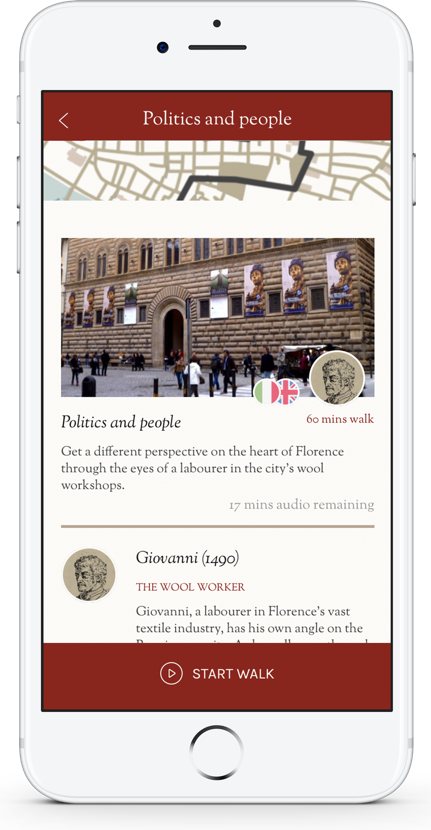 Politics and people
Politics and people
60 mins walk
Get a different perspective on the heart of Florence
through the eyes of a labourer in the city's wool
workshops.
17 mins audio remaining
Giovanni (1490)
THE WOOL WORKER
Giovanni, a labourer in Florence's vast
textile industry, has his own angle on the
START WALK